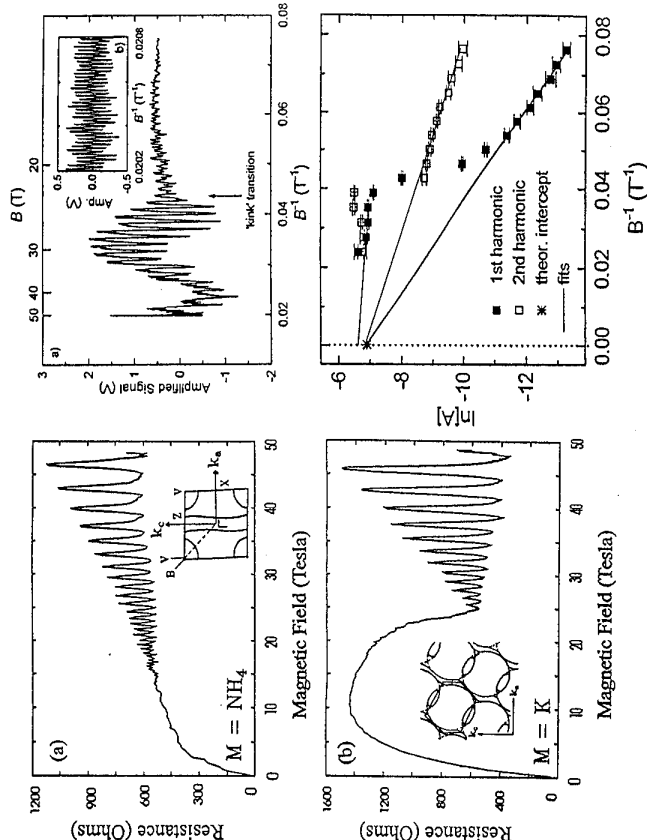 (a)
1200
900
600
300
0
Resistance (Ohms)
M = NH4
B
kc
ka
V
Z
V
Γ
X
0
10
20
30
40
50
Magnetic Field (Tesla)
(b)
1600
1200
800
400
0
Resistance (Ohms)
M = K
kc
ka
0
10
20
30
40
50
Magnetic Field (Tesla)
B (T)
50
40
30
20
a)
3
2
1
0
-1
-2
Amplified Signal (V)
b)
0.5
0.0
-0.5
Amp. (V)
0.0202
B-1 (T-1)
0.0208
'kink' transition
0.02
0.04
0.06
0.08
B-1 (T-1)
-6
-8
-10
-12
ln[A]
1st harmonic
2nd harmonic
theor. intercept
fits
0.00
0.02
0.04
0.06
0.08
B-1 (T-1)